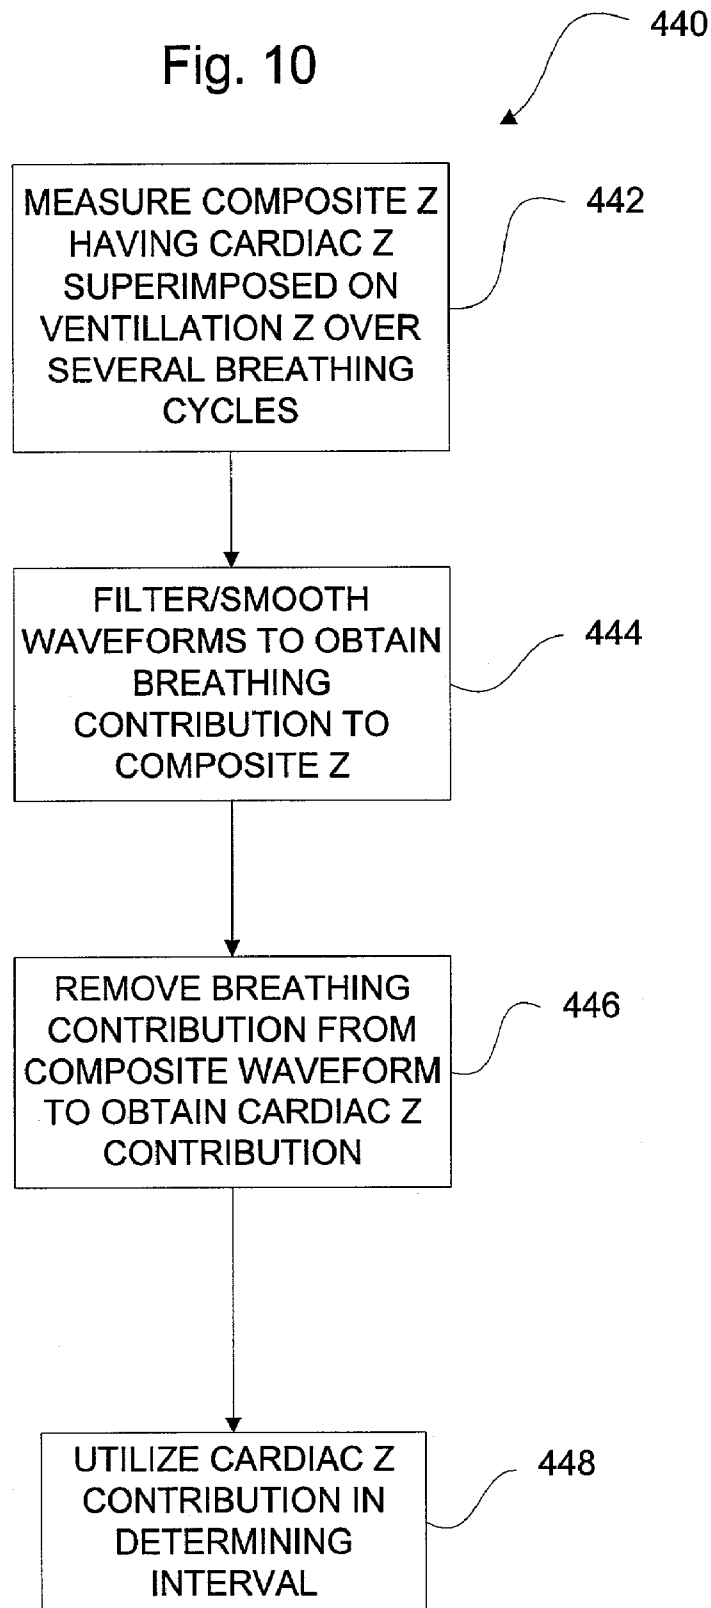 440
Fig. 10
MEASURE COMPOSITE Z
HAVING CARDIAC Z
SUPERIMPOSED ON
VENTILLATION Z OVER
SEVERAL BREATHING
CYCLES
442
FILTER/SMOOTH
WAVEFORMS TO OBTAIN
BREATHING
CONTRIBUTION TO
COMPOSITE Z
444
REMOVE BREATHING
CONTRIBUTION FROM
COMPOSITE WAVEFORM
TO OBTAIN CARDIAC Z
CONTRIBUTION
446
UTILIZE CARDIAC Z
CONTRIBUTION IN
DETERMINING
INTERVAL
448